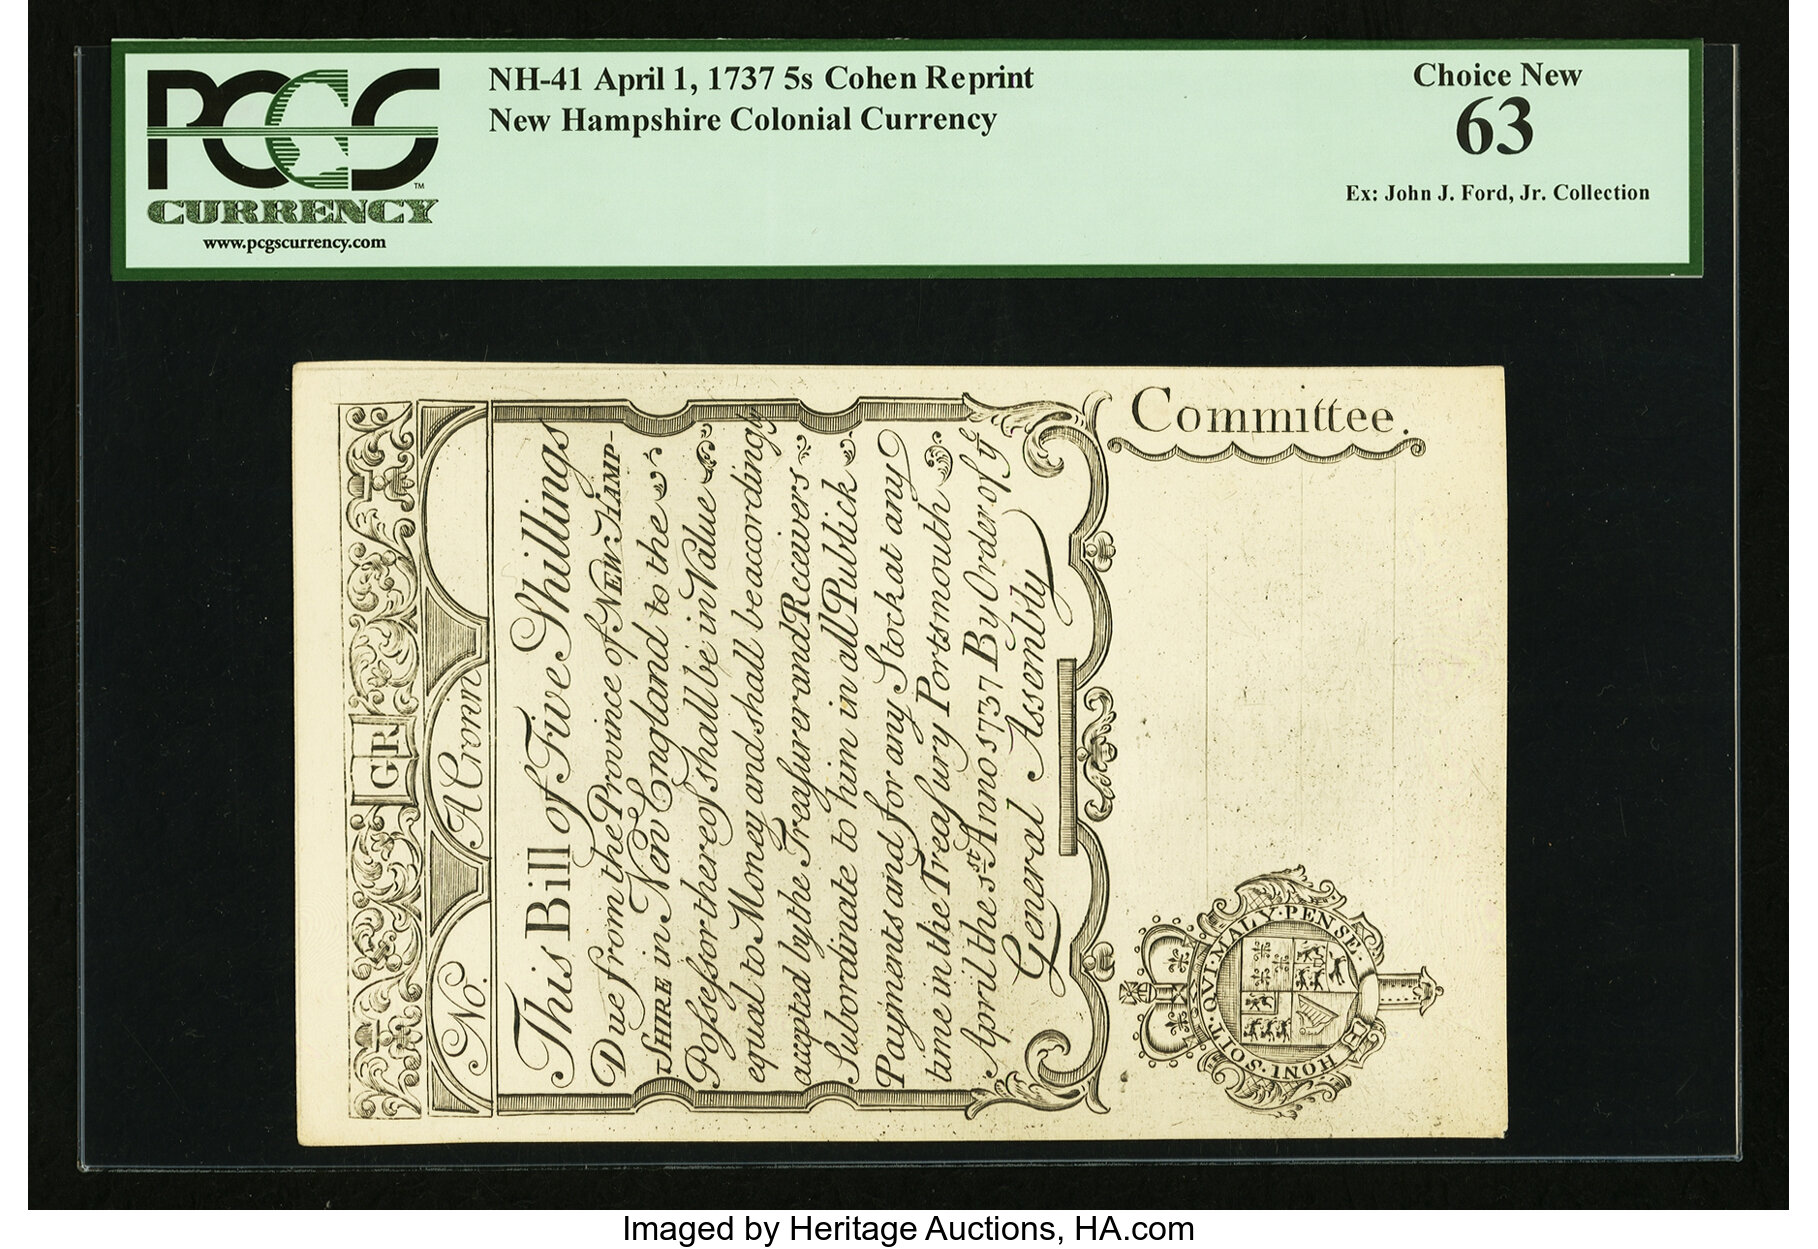 PCGS
CURRENCY
™
www.pcgscurrency.com
NH-41 April 1, 1737 5s Cohen Reprint
New Hampshire Colonial Currency
Choice New
63
Ex: John J. Ford, Jr. Collection
GR
No. A Crown
This Bill of Five Shillings
Due from the Province of NEW HAMP-
SHIRE in New England to the
Possessor thereof shall be in Value
equal to Money and shall be accordingly
accepted by the Treasurer and Receivers
Subordinate to him in all Publick
Payments and for any Stock at any
time in the Treasury Portsmouth
April the 1st Anno 1737 By Order of ye
General Assembly
Committee.
HONI·SOIT·QVI·MAL Y·PENSE·
Imaged by Heritage Auctions, HA.com